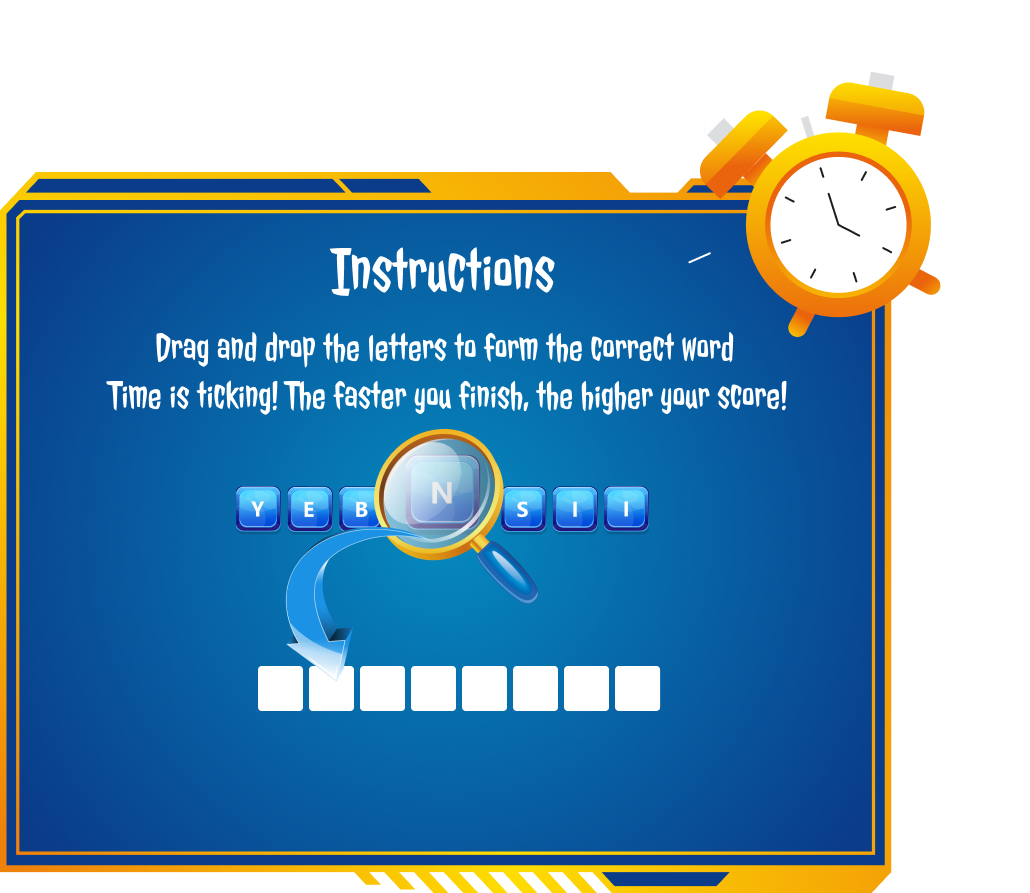 Instructions
Drag and drop the letters to form the correct word
Time is ticking! The faster you finish, the higher your score!
Y E B N S I I